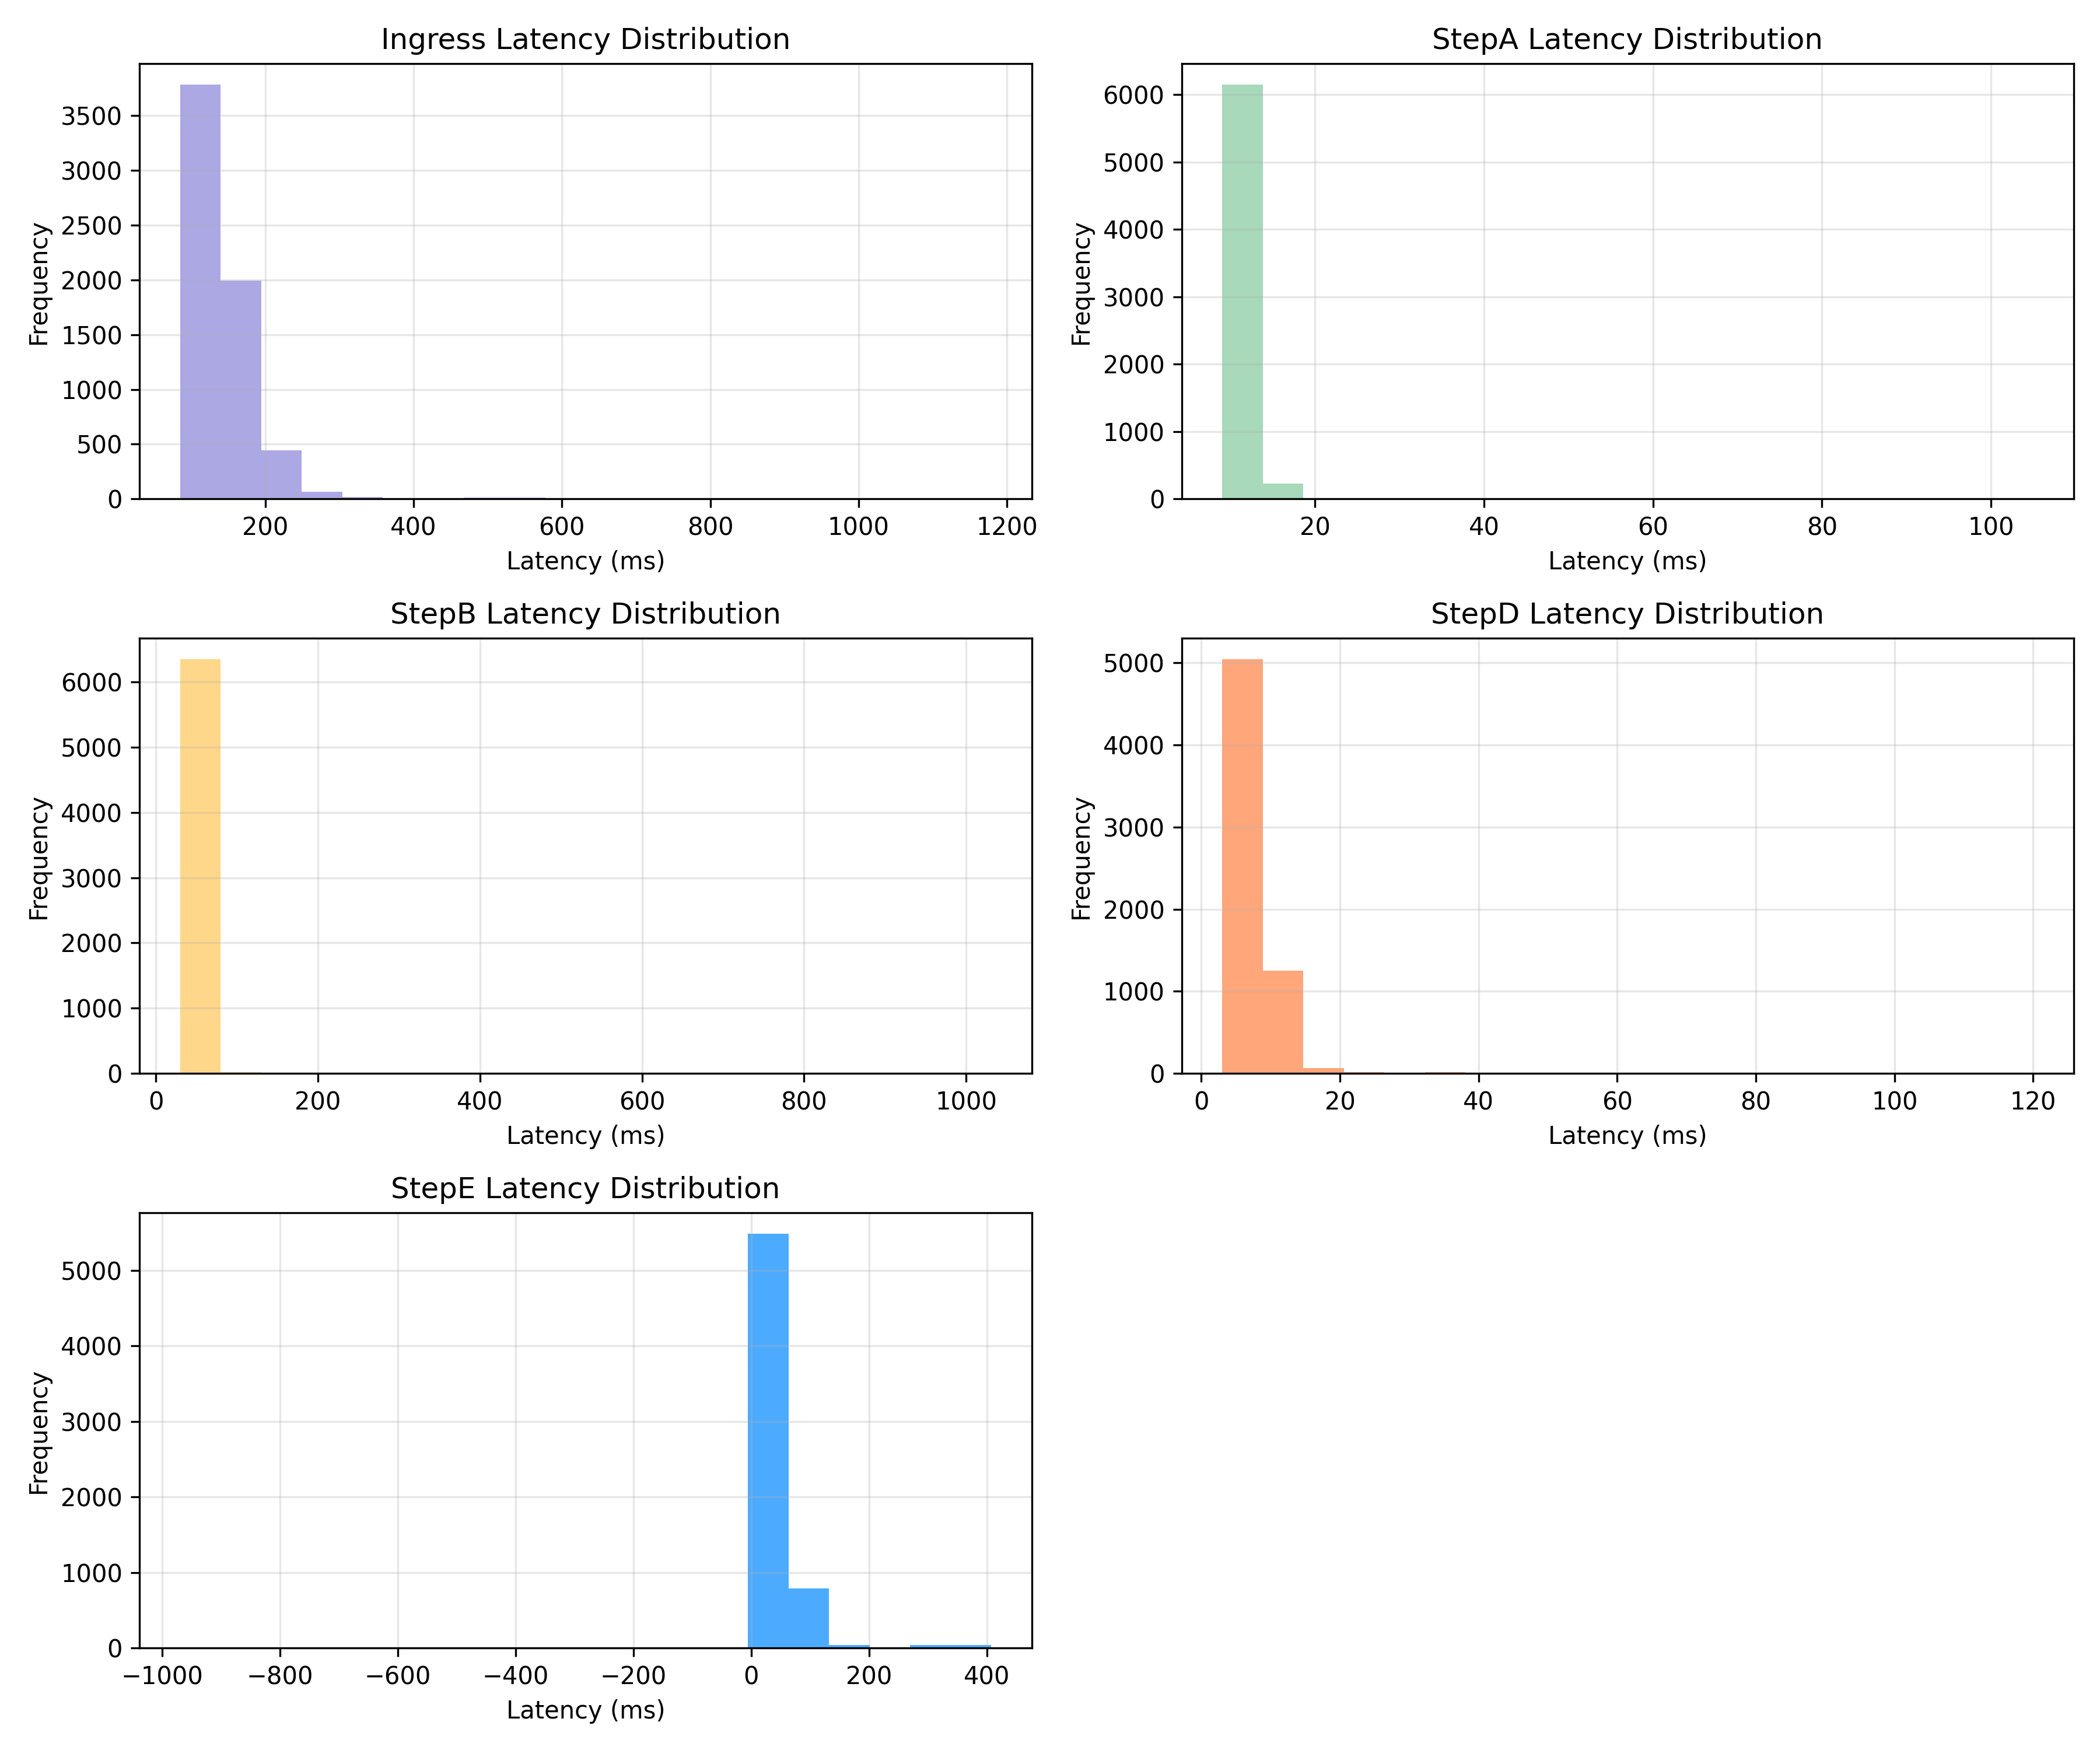 Ingress Latency Distribution
Frequency
3500
3000
2500
2000
1500
1000
500
0
200 400 600 800 1000 1200
Latency (ms)
StepA Latency Distribution
Frequency
6000
5000
4000
3000
2000
1000
0
20 40 60 80 100
Latency (ms)
StepB Latency Distribution
Frequency
6000
5000
4000
3000
2000
1000
0
0 200 400 600 800 1000
Latency (ms)
StepD Latency Distribution
Frequency
5000
4000
3000
2000
1000
0
0 20 40 60 80 100 120
Latency (ms)
StepE Latency Distribution
Frequency
5000
4000
3000
2000
1000
0
−1000 −800 −600 −400 −200 0 200 400
Latency (ms)